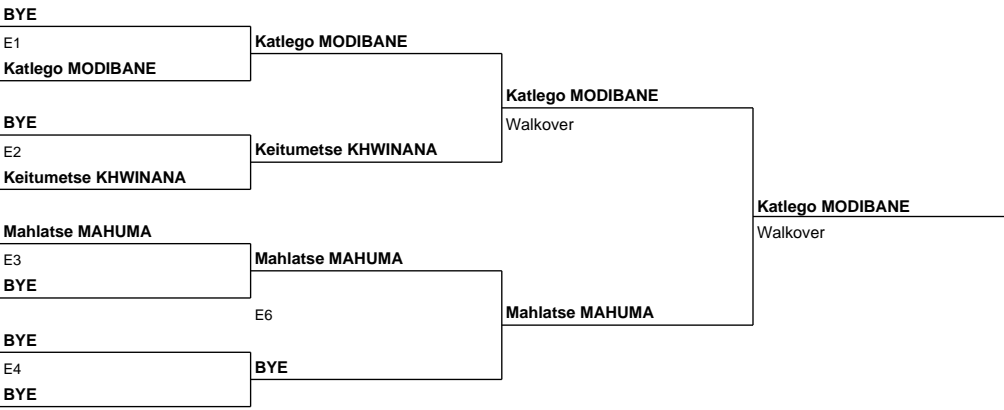 BYE
E1
Katlego MODIBANE
Katlego MODIBANE
Katlego MODIBANE
Walkover
BYE
E2
Keitumetse KHWINANA
Keitumetse KHWINANA
Katlego MODIBANE
Walkover
Mahlatse MAHUMA
E3
BYE
Mahlatse MAHUMA
E6
Mahlatse MAHUMA
BYE
E4
BYE
BYE